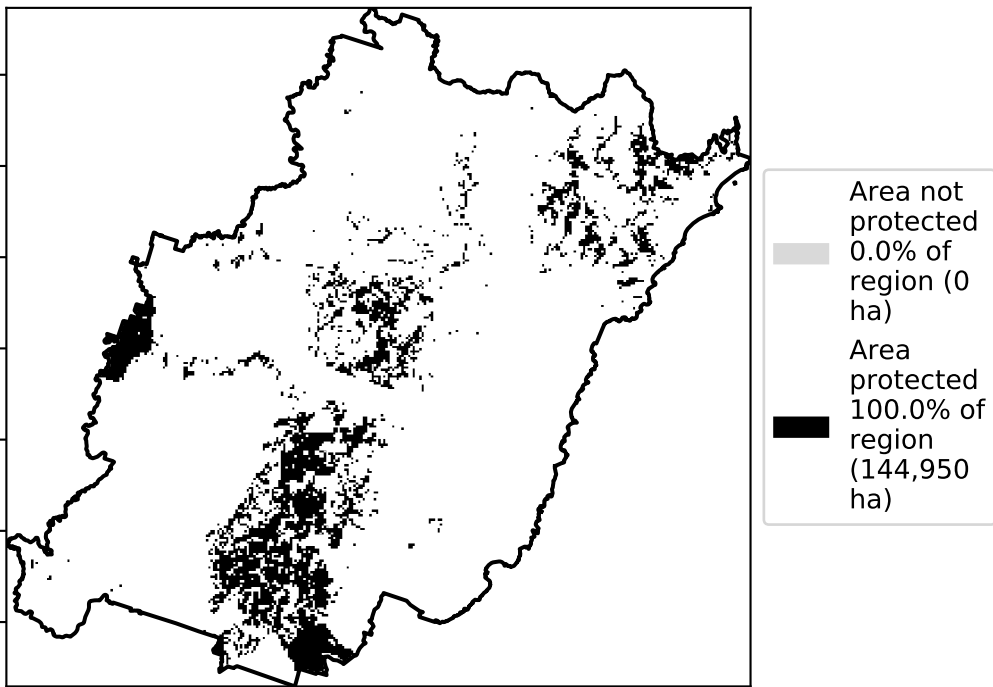 Area not
protected
0.0% of
region (0
ha)
Area
protected
100.0% of
region
(144,950
ha)